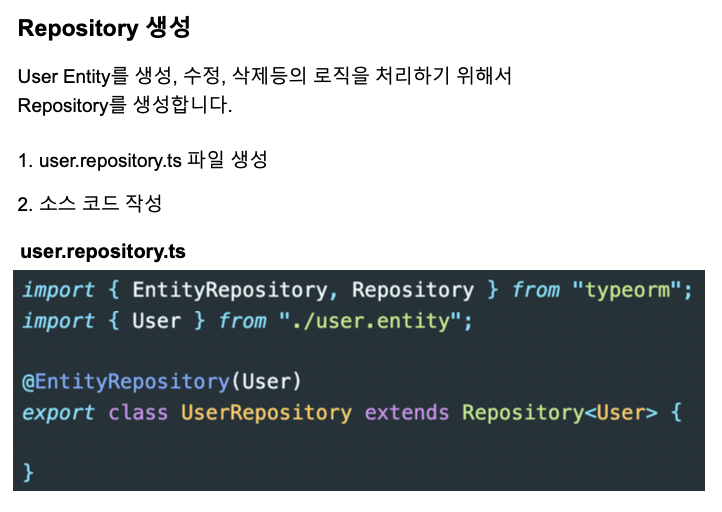 Repository 생성
User Entity를 생성, 수정, 삭제등의 로직을 처리하기 위해서
Repository를 생성합니다.
1. user.repository.ts 파일 생성
2. 소스 코드 작성
user.repository.ts
import { EntityRepository, Repository } from "typeorm";
import { User } from "./user.entity";
@EntityRepository(User)
export class UserRepository extends Repository<User> {
}